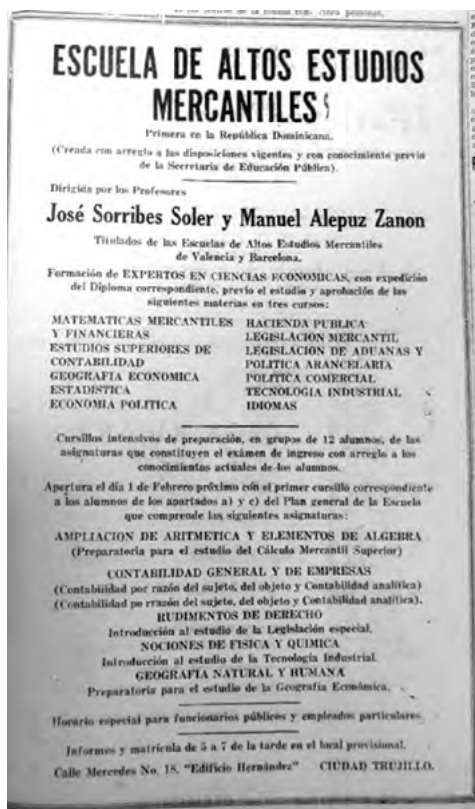 ESCUELA DE ALTOS ESTUDIOS
MERCANTILES
Primera en la República Dominicana.
(Creada con arreglo a las disposiciones vigentes y con conocimiento previo
de la Secretaría de Educación Pública).
Dirigida por los Profesores
José Sorribes Soler y Manuel Alepuz Zanon
Titulados de las Escuelas de Altos Estudios Mercantiles
de Valencia y Barcelona.
Formación de EXPERTOS EN CIENCIAS ECONOMICAS, con expedición
del Diploma correspondiente, previo el estudio y aprobación de las
siguientes materias en tres cursos:
MATEMATICAS MERCANTILES
Y FINANCIERAS
ESTUDIOS SUPERIORES DE
CONTABILIDAD
GEOGRAFIA ECONOMICA
ESTADISTICA
ECONOMIA POLITICA
HACIENDA PUBLICA
LEGISLACION MERCANTIL
LEGISLACION DE ADUANAS Y
POLITICA ARANCELARIA
POLITICA COMERCIAL
TECNOLOGIA INDUSTRIAL
IDIOMAS
Cursillos intensivos de preparación, en grupos de 12 alumnos, de las
asignaturas que constituyen el exámen de ingreso con arreglo a los
conocimientos actuales de los alumnos.
Apertura el día 1 de Febrero próximo con el primer cursillo correspondiente
a los alumnos de los apartados a) y c) del Plan general de la Escuela
que comprende las siguientes asignaturas:
AMPLIACION DE ARITMETICA Y ELEMENTOS DE ALGEBRA
(Preparatoria para el estudio del Cálculo Mercantil Superior)
CONTABILIDAD GENERAL Y DE EMPRESAS
(Contabilidad por razón del sujeto, del objeto y Contabilidad analítica)
(Contabilidad po rrazón del sujeto, del objeto y Contabilidad analítica).
RUDIMENTOS DE DERECHO
Introducción al estudio de la Legislación especial.
NOCIONES DE FISICA Y QUIMICA
Introducción al estudio de la Tecnología Industrial.
GEOGRAFIA NATURAL Y HUMANA
Preparatoria para el estudio de la Geografía Económica.
Horario especial para funcionarios públicos y empleados particulares.
Informes y matrícula de 5 a 7 de la tarde en el local provisional.
Calle Mercedes No. 18. "Edificio Hernández" CIUDAD TRUJILLO.